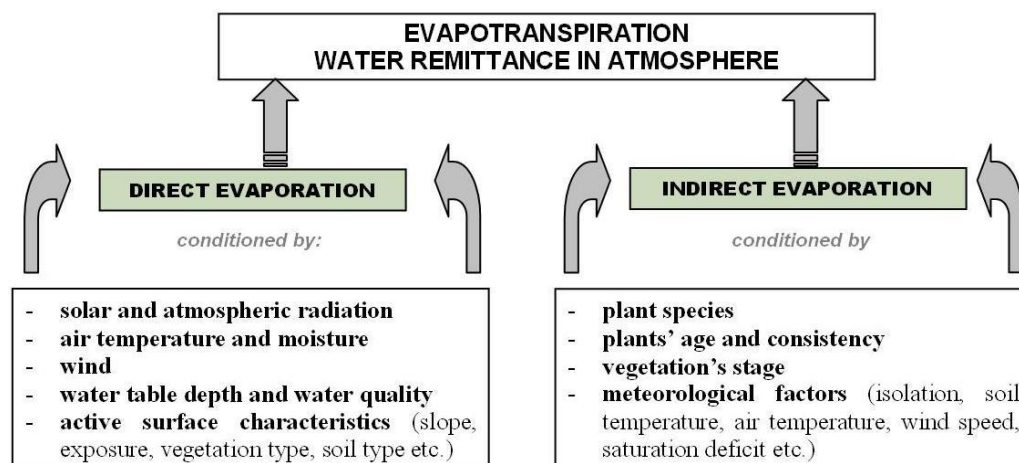 EVAPOTRANSPIRATION
WATER REMITTANCE IN ATMOSPHERE
DIRECT EVAPORATION
conditioned by:
- solar and atmospheric radiation
- air temperature and moisture
- wind
- water table depth and water quality
- active surface characteristics (slope,
exposure, vegetation type, soil type etc.)
INDIRECT EVAPORATION
conditioned by
- plant species
- plants' age and consistency
- vegetation's stage
- meteorological factors (isolation, soil
temperature, air temperature, wind speed,
saturation deficit etc.)